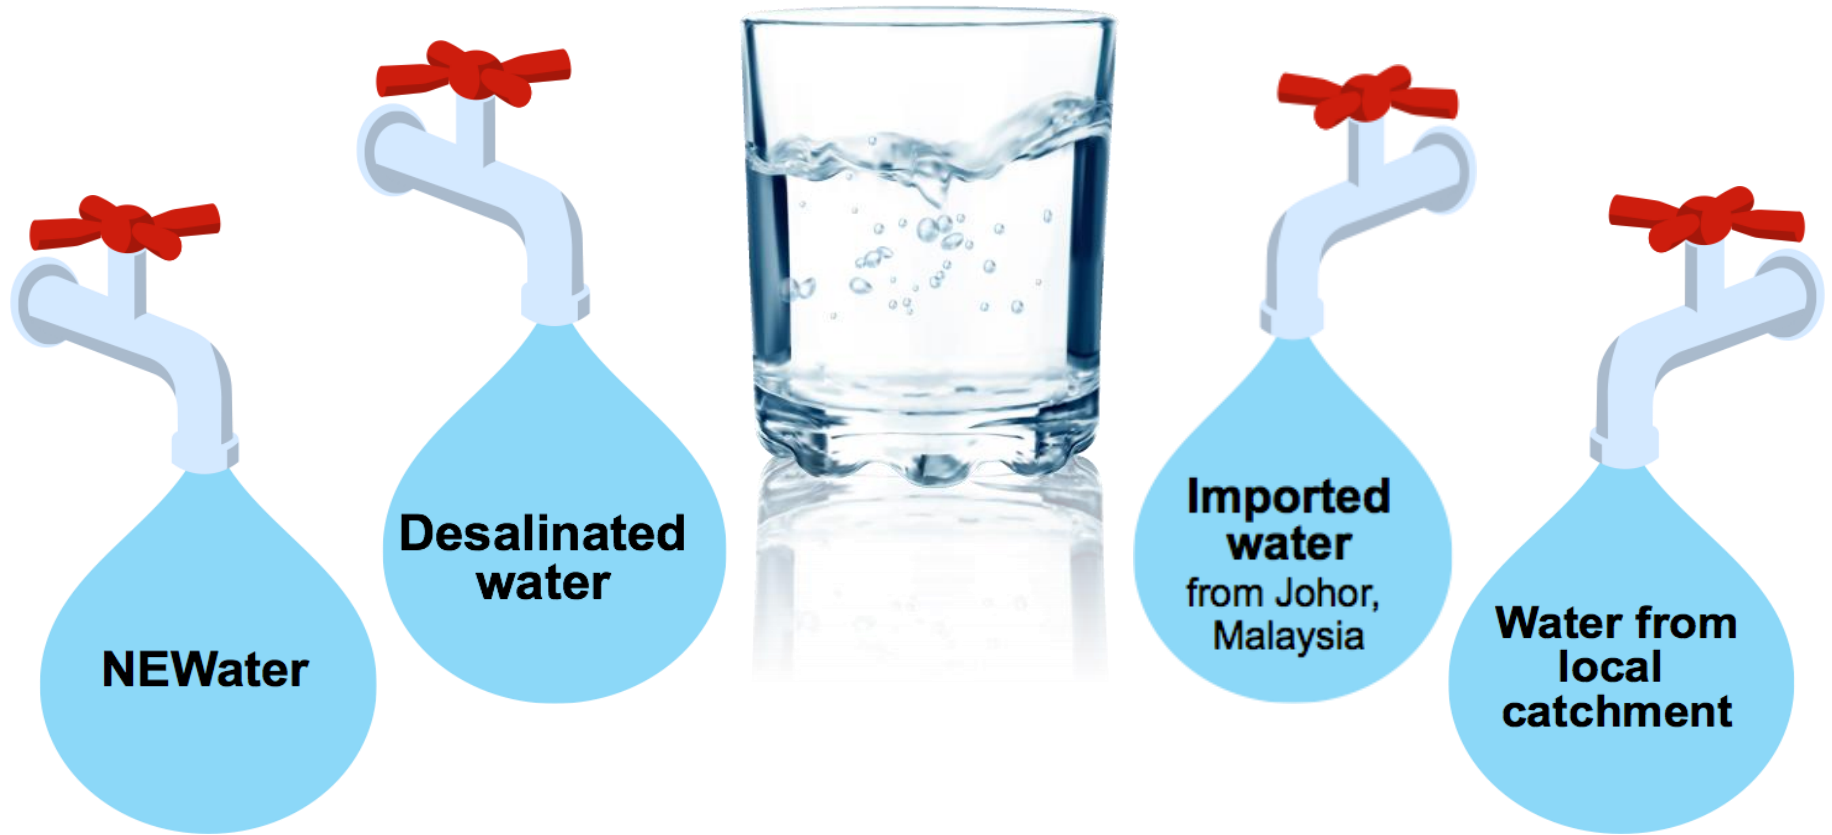 NEWater
Desalinated
water
Imported
water
from Johor,
Malaysia
Water from
local
catchment